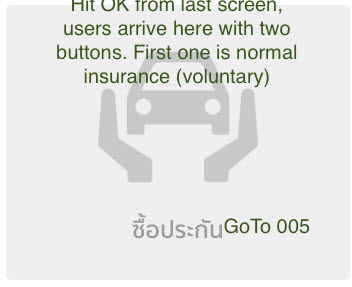 Hit OK from last screen,
users arrive here with two
buttons. First one is normal
insurance (voluntary)
ซื้อประกัน GoTo 005